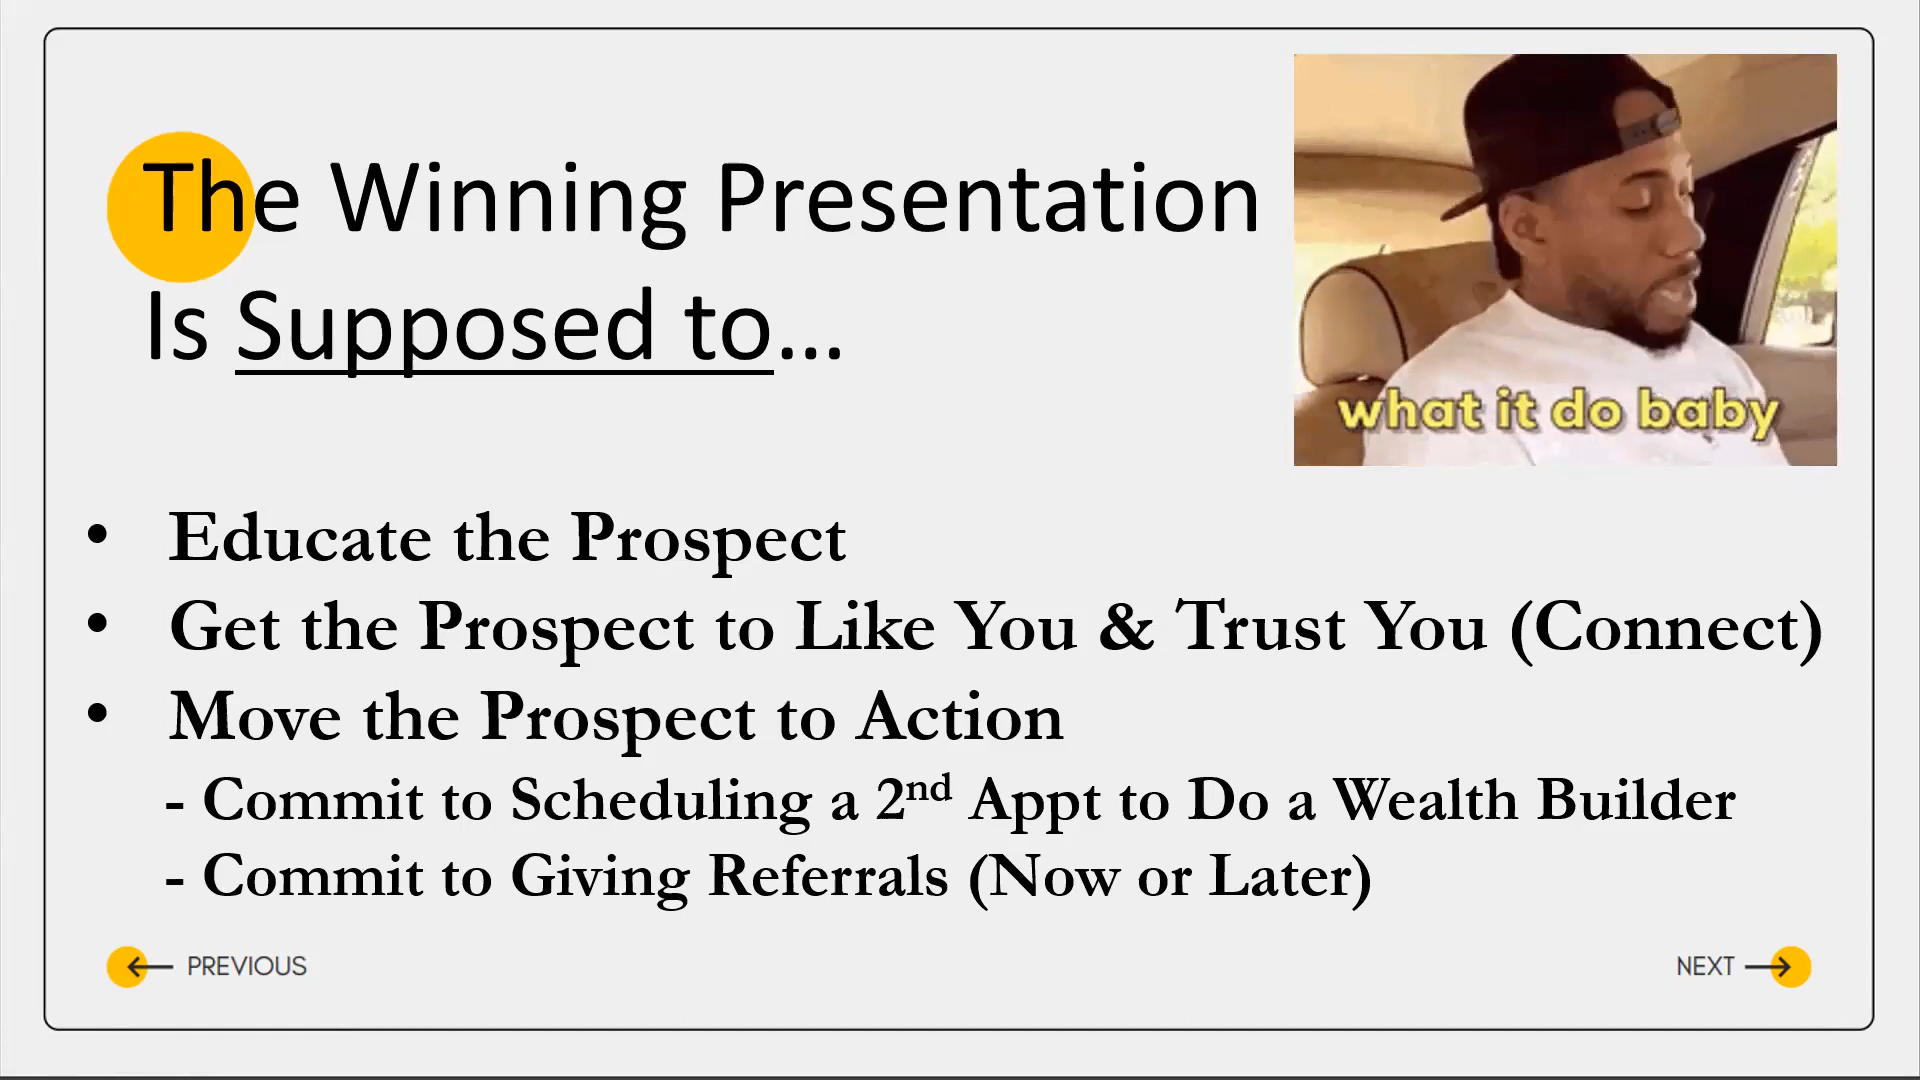 The Winning Presentation
Is Supposed to...
what it do baby
• Educate the Prospect
• Get the Prospect to Like You & Trust You (Connect)
• Move the Prospect to Action
- Commit to Scheduling a 2nd Appt to Do a Wealth Builder
- Commit to Giving Referrals (Now or Later)
PREVIOUS
NEXT